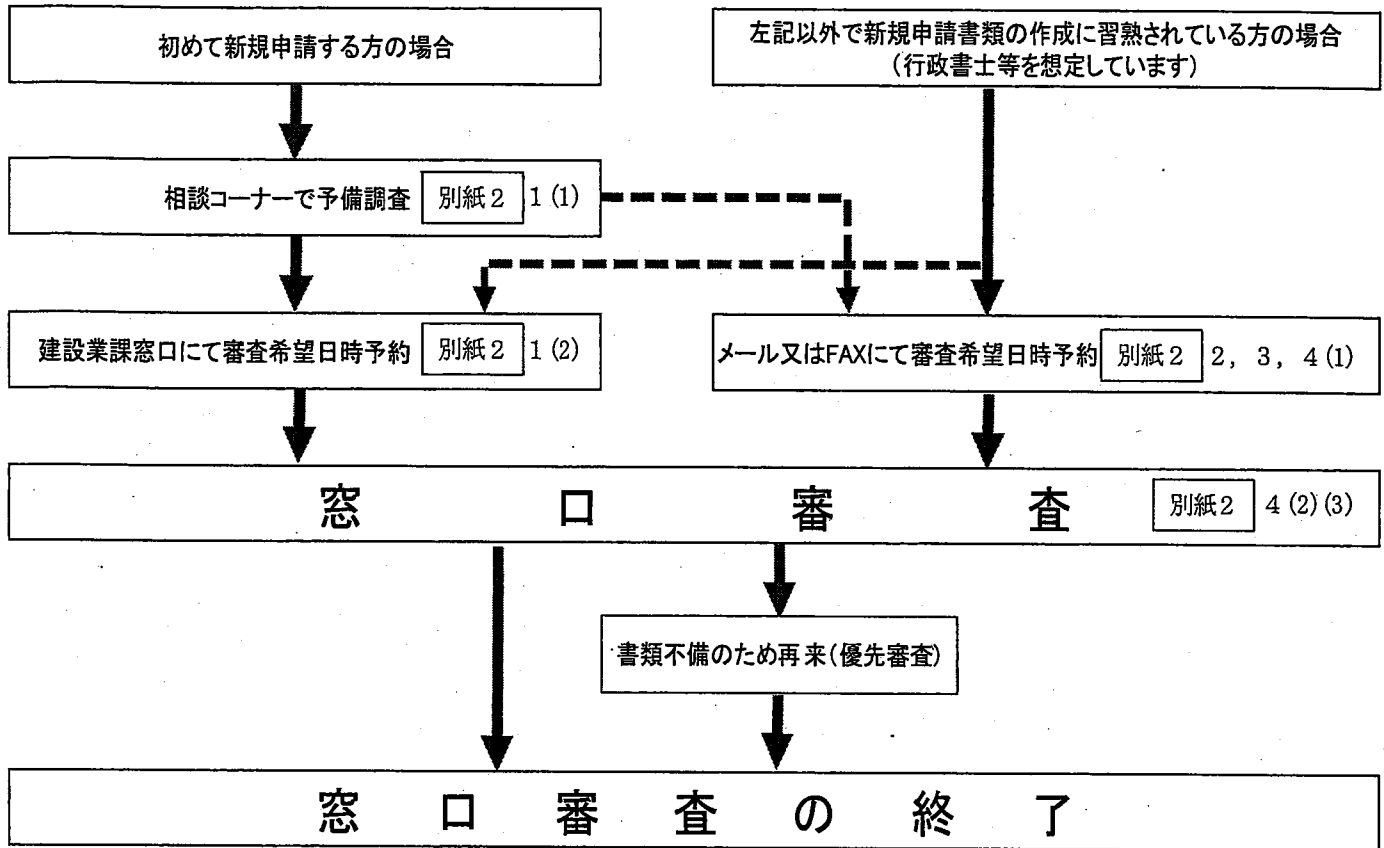 初めて新規申請する方の場合
左記以外で新規申請書類の作成に習熟されている方の場合
(行政書士等を想定しています)
相談コーナーで予備調査 別紙2 1(1)
建設業課窓口にて審査希望日時予約 別紙2 1(2)
メール又はFAXにて審査希望日時予約 別紙2 2, 3, 4(1)
窓口審査 別紙2 4(2)(3)
書類不備のため再来(優先審査)
窓口審査の終了